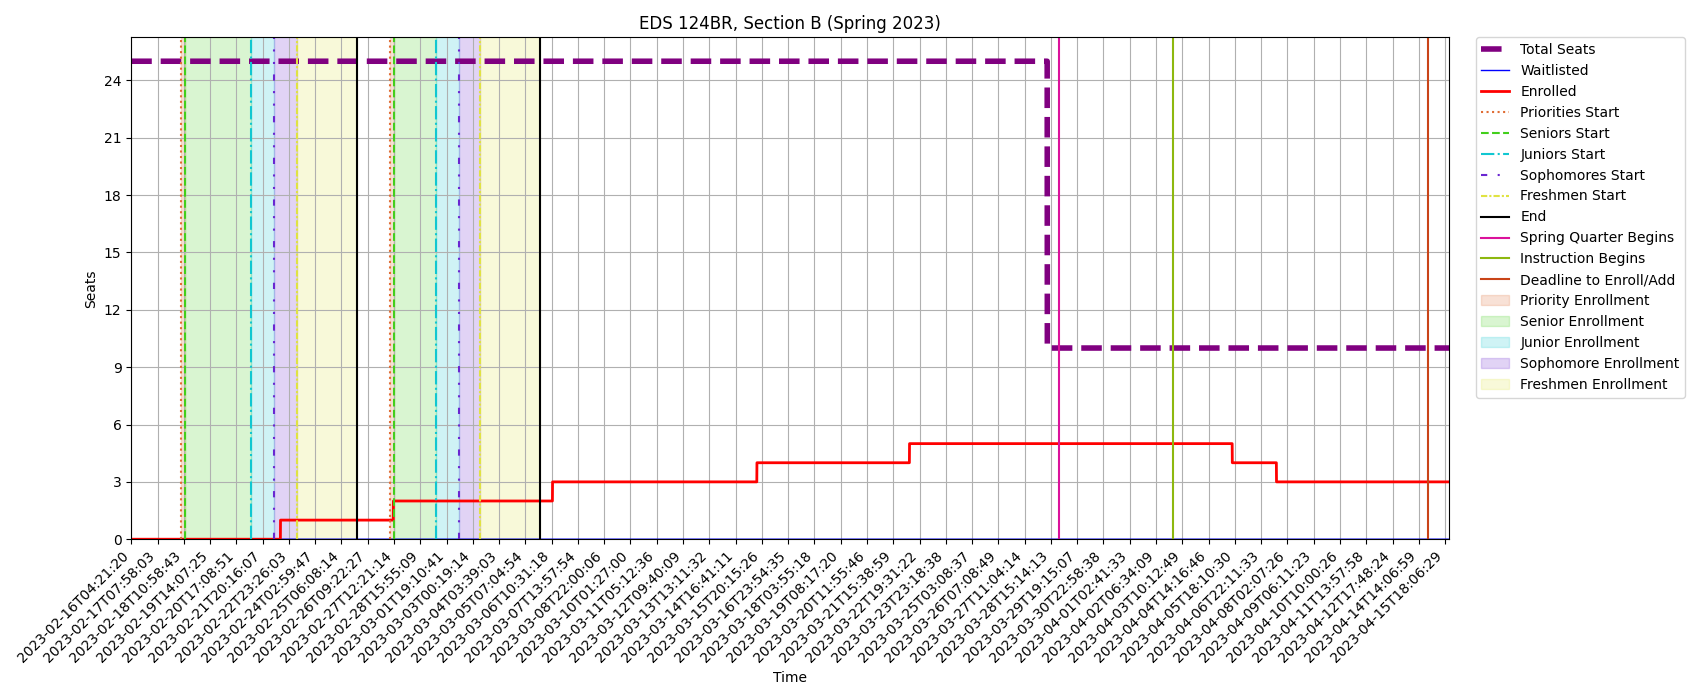 EDS 124BR, Section B (Spring 2023)
Seats
24
21
18
15
12
9
6
3
0
2023-02-16T04:21:20
2023-02-17T07:58:03
2023-02-18T10:58:43
2023-02-19T14:07:25
2023-02-20T17:08:51
2023-02-21T20:16:07
2023-02-22T23:26:03
2023-02-24T02:59:47
2023-02-25T06:08:14
2023-02-26T09:22:27
2023-02-27T12:21:14
2023-02-28T15:55:09
2023-03-01T19:10:41
2023-03-03T00:19:14
2023-03-04T03:39:03
2023-03-05T07:04:54
2023-03-06T10:31:18
2023-03-07T13:57:54
2023-03-08T22:00:06
2023-03-10T01:27:00
2023-03-11T05:12:36
2023-03-12T09:40:09
2023-03-13T13:11:32
2023-03-14T16:41:11
2023-03-15T20:15:26
2023-03-16T23:54:35
2023-03-18T03:55:18
2023-03-19T08:17:20
2023-03-20T11:55:46
2023-03-21T15:38:59
2023-03-22T19:31:22
2023-03-23T23:18:38
2023-03-25T03:08:37
2023-03-26T07:08:49
2023-03-27T11:04:14
2023-03-28T15:14:13
2023-03-29T19:15:07
2023-03-30T22:58:38
2023-04-01T02:41:33
2023-04-02T06:34:09
2023-04-03T10:12:49
2023-04-04T14:16:46
2023-04-05T18:10:30
2023-04-06T22:11:33
2023-04-08T02:07:26
2023-04-09T06:11:23
2023-04-10T10:00:26
2023-04-11T13:57:58
2023-04-12T17:48:24
2023-04-14T14:06:59
2023-04-15T18:06:29
Time
Total Seats
Waitlisted
Enrolled
Priorities Start
Seniors Start
Juniors Start
Sophomores Start
Freshmen Start
End
Spring Quarter Begins
Instruction Begins
Deadline to Enroll/Add
Priority Enrollment
Senior Enrollment
Junior Enrollment
Sophomore Enrollment
Freshmen Enrollment